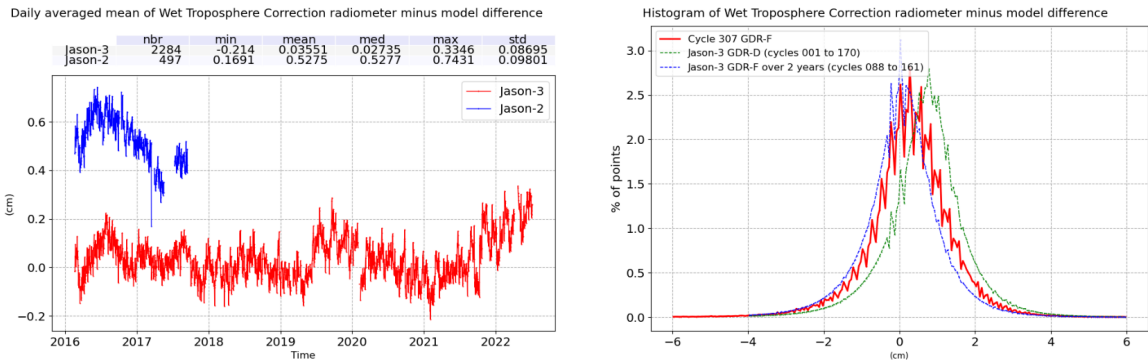 Daily averaged mean of Wet Troposphere Correction radiometer minus model difference
nbr min mean med max std
Jason-3 2284 -0.214 0.03551 0.02735 0.3346 0.08695
Jason-2 497 0.1691 0.5275 0.5277 0.7431 0.09801
Jason-3
Jason-2
0.6
0.4
0.2
0.0
−0.2
(cm)
2016 2017 2018 2019 2020 2021 2022
Time
Histogram of Wet Troposphere Correction radiometer minus model difference
Cycle 307 GDR-F
Jason-3 GDR-D (cycles 001 to 170)
Jason-3 GDR-F over 2 years (cycles 088 to 161)
3.0
2.5
2.0
1.5
1.0
0.5
0.0
% of points
−6 −4 −2 0 2 4 6
(cm)